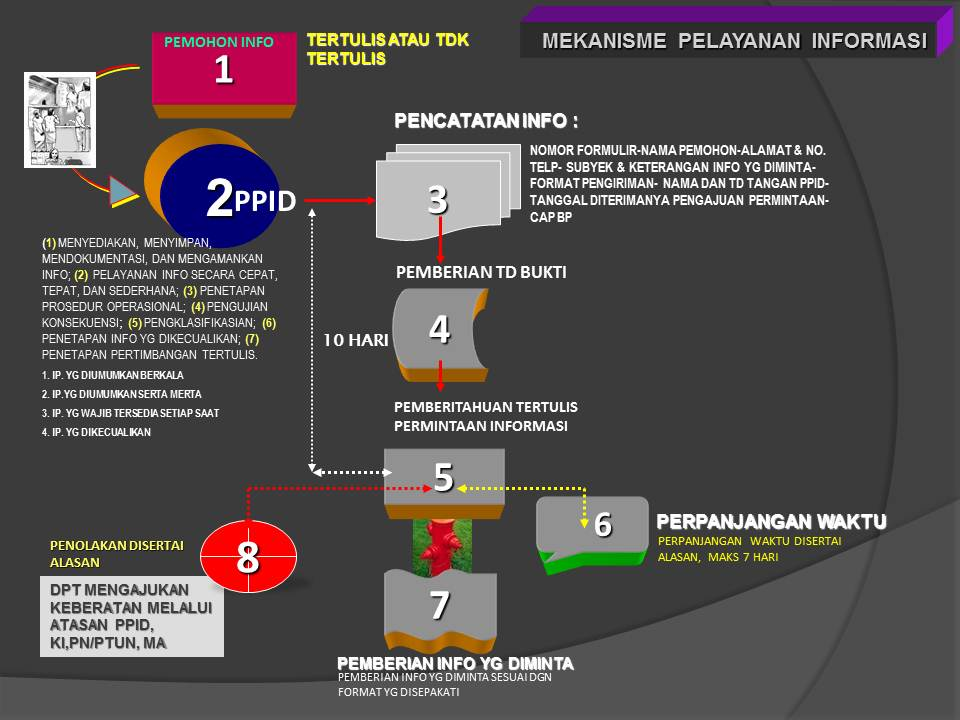 MEKANISME PELAYANAN INFORMASI
PEMOHON INFO
1
TERTULIS ATAU TDK
TERTULIS
2 PPID
(1) MENYEDIAKAN, MENYIMPAN,
MENDOKUMENTASI, DAN MENGAMANKAN
INFO; (2) PELAYANAN INFO SECARA CEPAT,
TEPAT, DAN SEDERHANA; (3) PENETAPAN
PROSEDUR OPERASIONAL; (4) PENGUJIAN
KONSEKUENSI; (5) PENGKLASIFIKASIAN; (6)
PENETAPAN INFO YG DIKECUALIKAN; (7)
PENETAPAN PERTIMBANGAN TERTULIS.
1. IP. YG DIUMUMKAN BERKALA
2. IP.YG DIUMUMKAN SERTA MERTA
3. IP. YG WAJIB TERSEDIA SETIAP SAAT
4. IP. YG DIKECUALIKAN
PENCATATAN INFO :
3
NOMOR FORMULIR-NAMA PEMOHON-ALAMAT & NO.
TELP- SUBYEK & KETERANGAN INFO YG DIMINTA-
FORMAT PENGIRIMAN- NAMA DAN TD TANGAN PPID-
TANGGAL DITERIMANYA PENGAJUAN PERMINTAAN-
CAP BP
PEMBERIAN TD BUKTI
4
10 HARI
PEMBERITAHUAN TERTULIS
PERMINTAAN INFORMASI
5
6
PERPANJANGAN WAKTU
PERPANJANGAN WAKTU DISERTAI
ALASAN, MAKS 7 HARI
7
PEMBERIAN INFO YG DIMINTA
PEMBERIAN INFO YG DIMINTA SESUAI DGN
FORMAT YG DISEPAKATI
8
PENOLAKAN DISERTAI
ALASAN
DPT MENGAJUKAN
KEBERATAN MELALUI
ATASAN PPID,
KI,PN/PTUN, MA